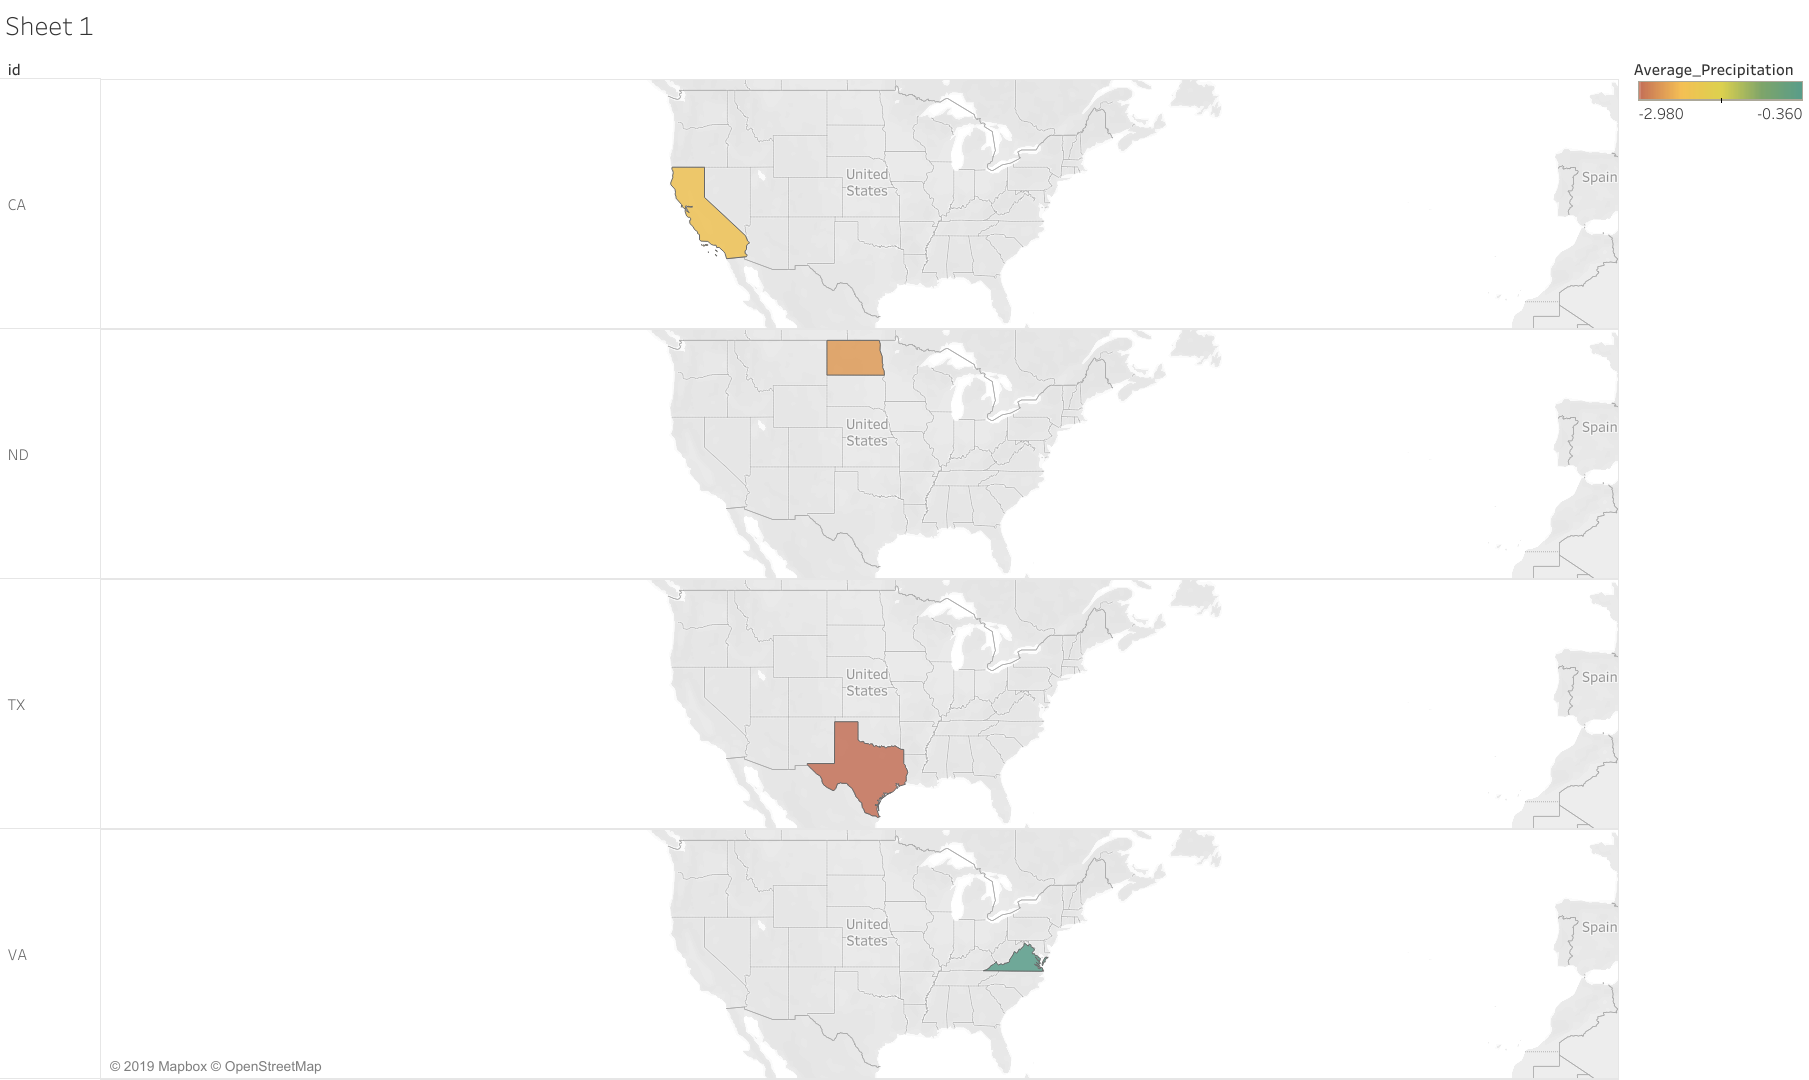 Sheet 1
id
Average_Precipitation
-2.980 -0.360
CA
United
States
Spain
ND
United
States
Spain
TX
United
States
Spain
VA
United
States
Spain
© 2019 Mapbox © OpenStreetMap